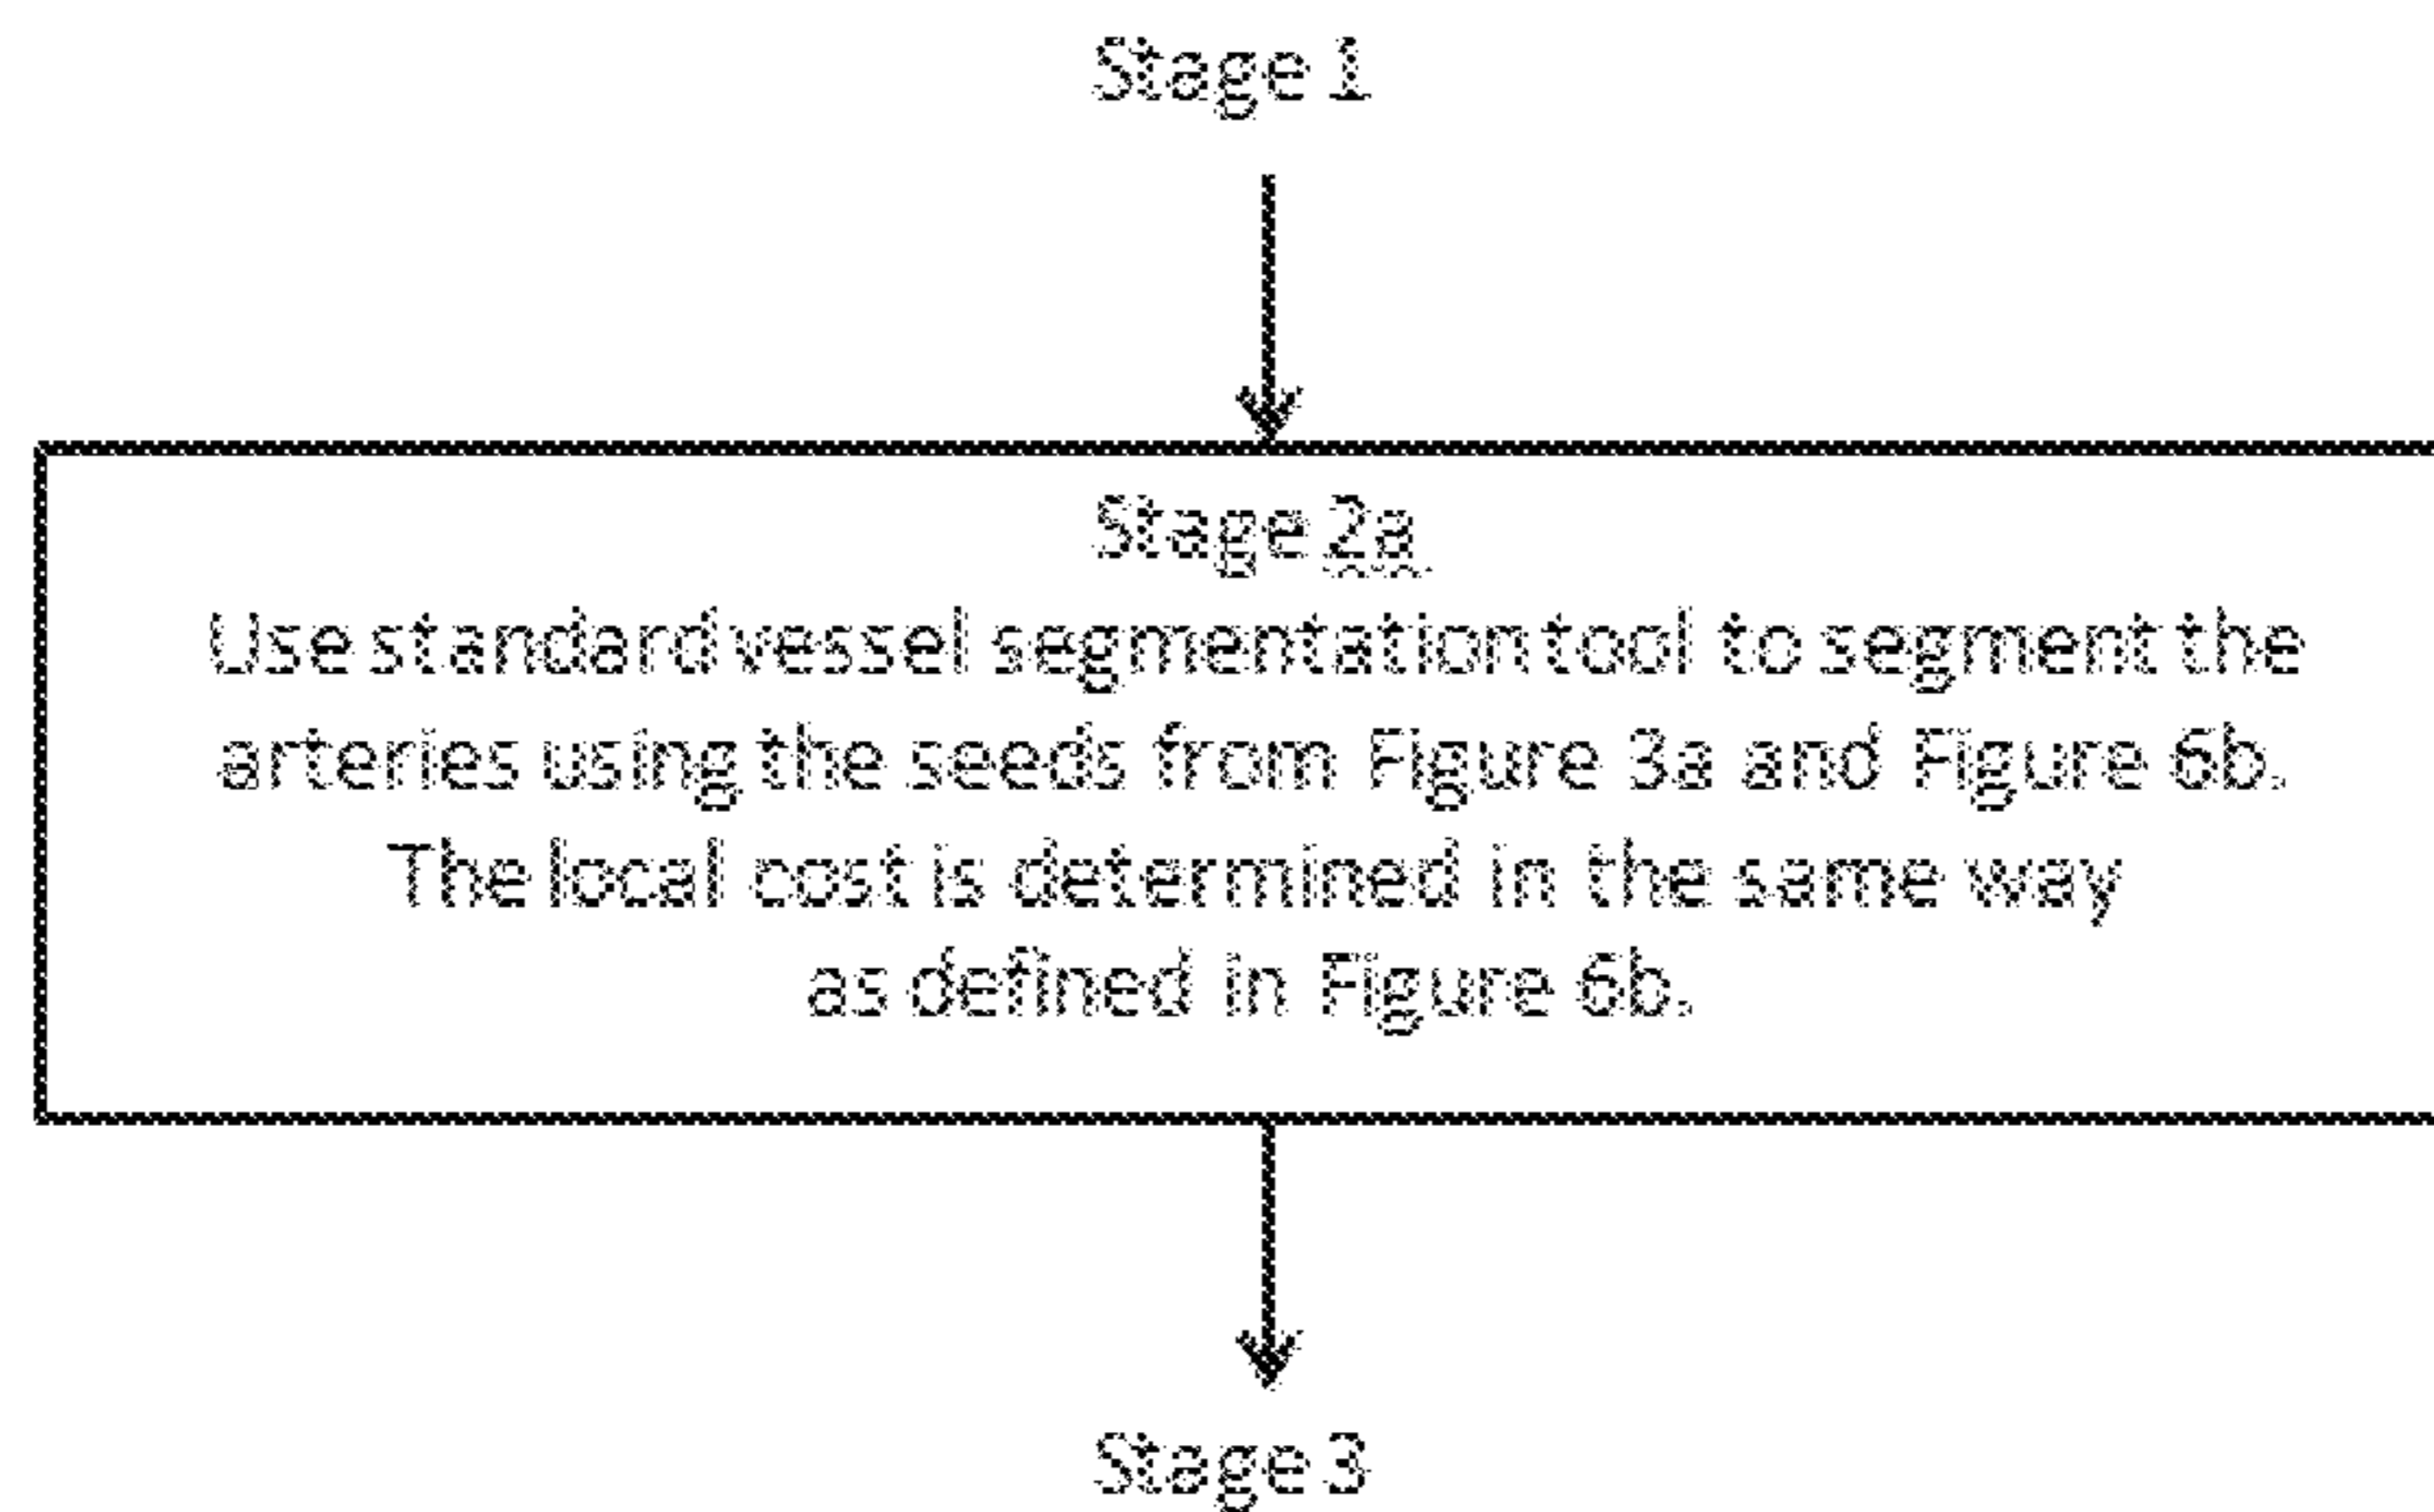 Stage 1
Stage 2a
Use standard vessel segmentation tool to segment the
arteries using the seeds from Figure 3a and Figure 6b.
The local cost is determined in the same way
as defined in Figure 6b.
Stage 3